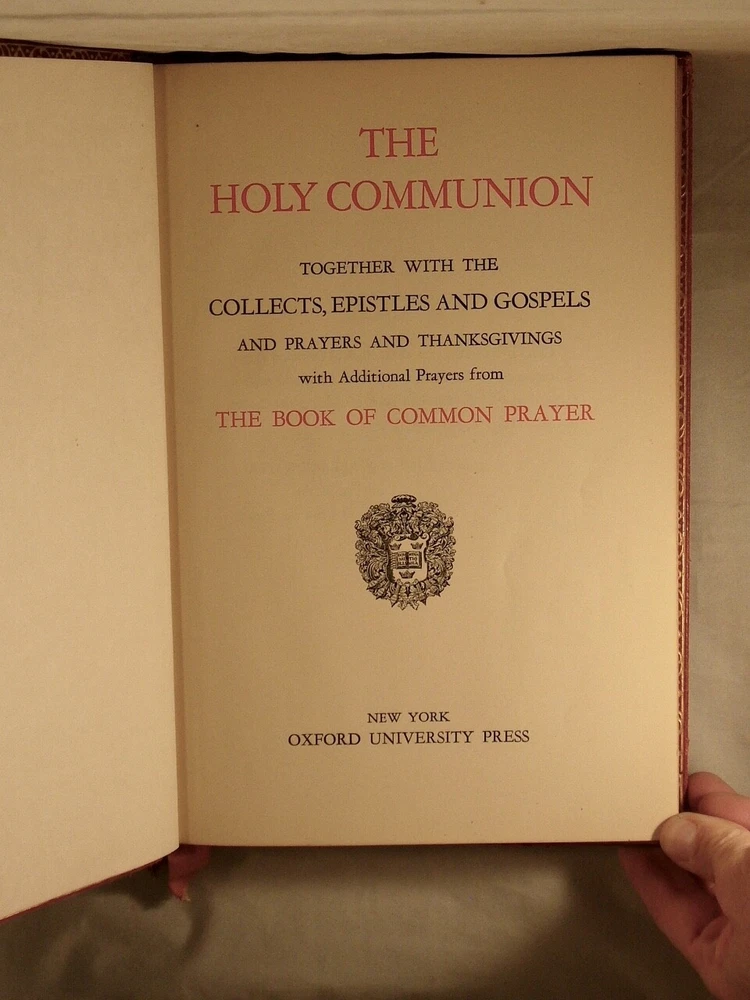 THE
HOLY COMMUNION
TOGETHER WITH THE
COLLECTS, EPISTLES AND GOSPELS
AND PRAYERS AND THANKSGIVINGS
with Additional Prayers from
THE BOOK OF COMMON PRAYER
NEW YORK
OXFORD UNIVERSITY PRESS